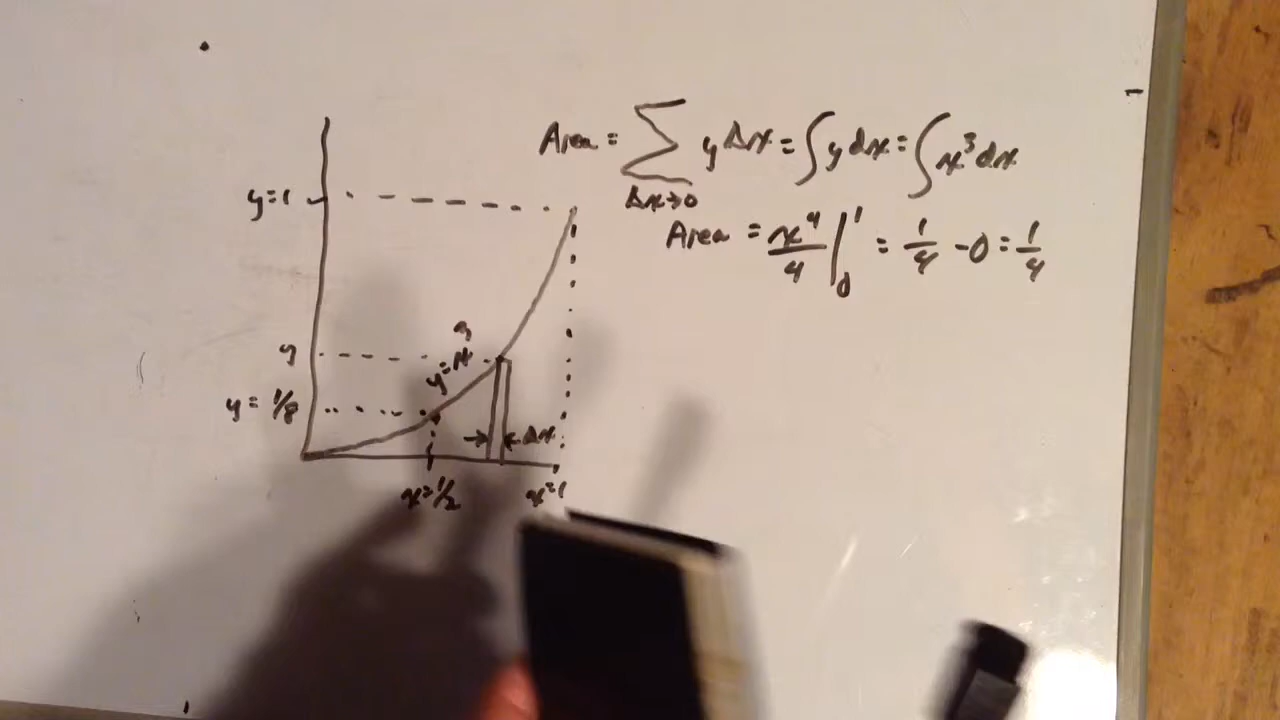 Area = ∑ y Δx = ∫ y dx = ∫ x³ dx
Δx→0
y=1
Area = x⁴/4 |₀¹ = 1/4 - 0 = 1/4
y=x³
y
y = 1/8
Δx
x=1/2
x=1